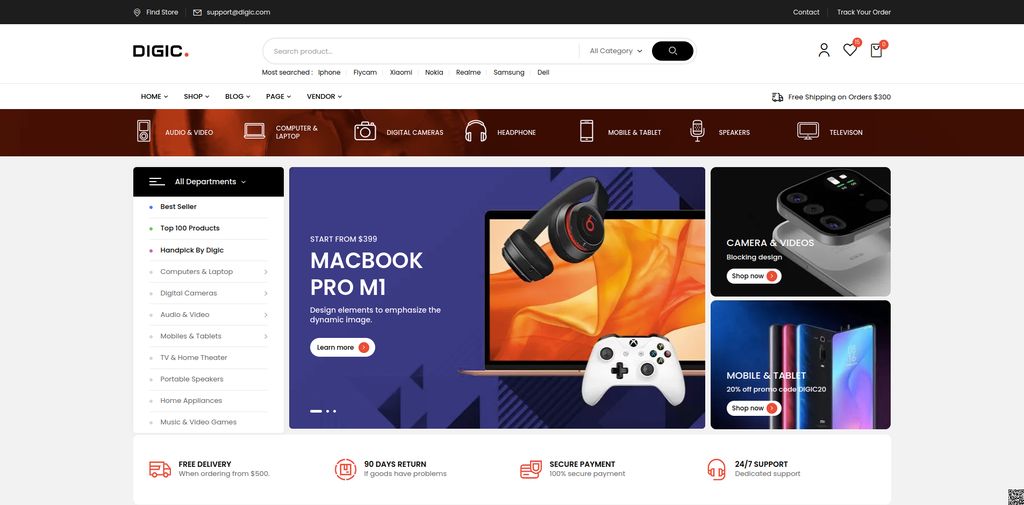 Find Store
support@digic.com
Contact
Track Your Order
DIGIC.
Search product...
All Category
15
0
Most searched : Iphone Flycam Xiaomi Nokia Realme Samsung Dell
HOME
SHOP
BLOG
PAGE
VENDOR
Free Shipping on Orders $300
AUDIO & VIDEO
COMPUTER &
LAPTOP
DIGITAL CAMERAS
HEADPHONE
MOBILE & TABLET
SPEAKERS
TELEVISON
All Departments
Best Seller
Top 100 Products
Handpick By Digic
Computers & Laptop
Digital Cameras
Audio & Video
Mobiles & Tablets
TV & Home Theater
Portable Speakers
Home Appliances
Music & Video Games
START FROM $399
MACBOOK
PRO M1
Design elements to emphasize the
dynamic image.
Learn more
CAMERA & VIDEOS
Blocking design
Shop now
MOBILE & TABLET
20% off promo code DIGIC20
Shop now
FREE DELIVERY
When ordering from $500.
90 DAYS RETURN
If goods have problems
SECURE PAYMENT
100% secure payment
24/7 SUPPORT
Dedicated support